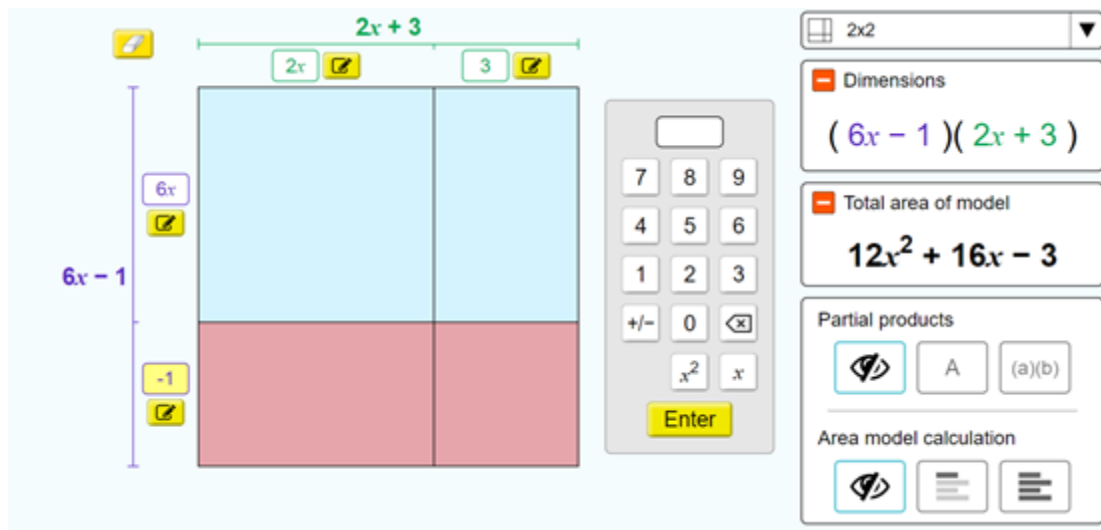 2x + 3
2x
3
6x
6x − 1
-1
7 8 9
4 5 6
1 2 3
+/− 0
x² x
Enter
2x2
Dimensions
( 6x − 1 )( 2x + 3 )
Total area of model
12x² + 16x − 3
Partial products
A (a)(b)
Area model calculation